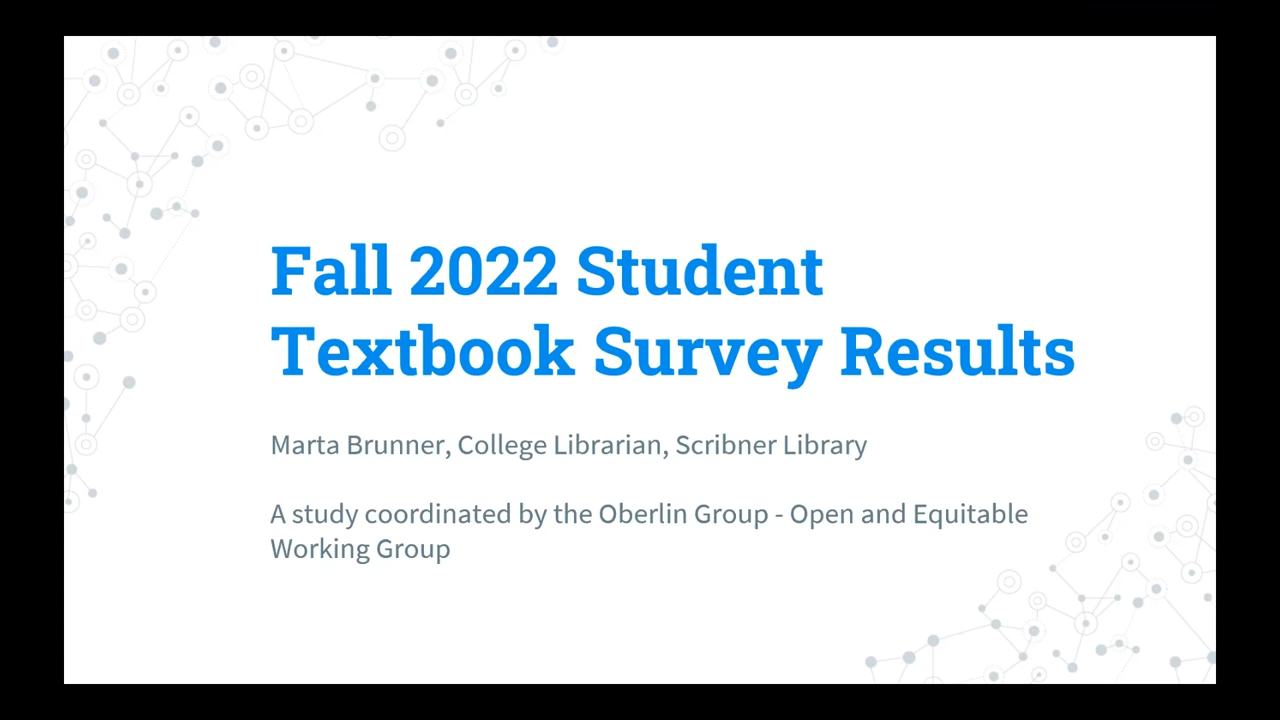 Fall 2022 Student
Textbook Survey Results
Marta Brunner, College Librarian, Scribner Library
A study coordinated by the Oberlin Group - Open and Equitable
Working Group